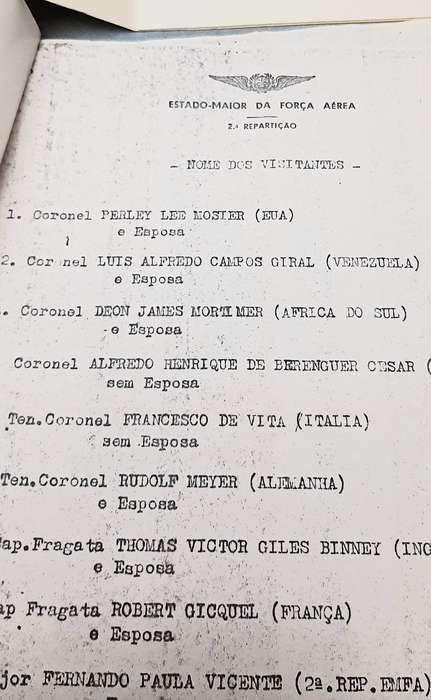 ESTADO-MAIOR DA FORÇA AÉREA
2.ª REPARTIÇÃO
- NOME DOS VISITANTES -
1. Coronel PERLEY LEE MOSIER (EUA)
e Esposa
2. Coronel LUIS ALFREDO CAMPOS GIRAL (VENEZUELA)
e Esposa
. Coronel DEON JAMES MORTIMER (AFRICA DO SUL)
e Esposa
Coronel ALFREDO HENRIQUE DE BERENGUER CESAR (
sem Esposa
Ten.Coronel FRANCESCO DE VITA (ITALIA)
sem Esposa
Ten.Coronel RUDOLF MEYER (ALEMANHA)
e Esposa
ap.Fragata THOMAS VICTOR GILES BINNEY (ING
e Esposa
ap Fragata ROBERT GICQUEL (FRANÇA)
e Esposa
jor FERNANDO PAULA VICENTE (2ª.REP.EMFA)